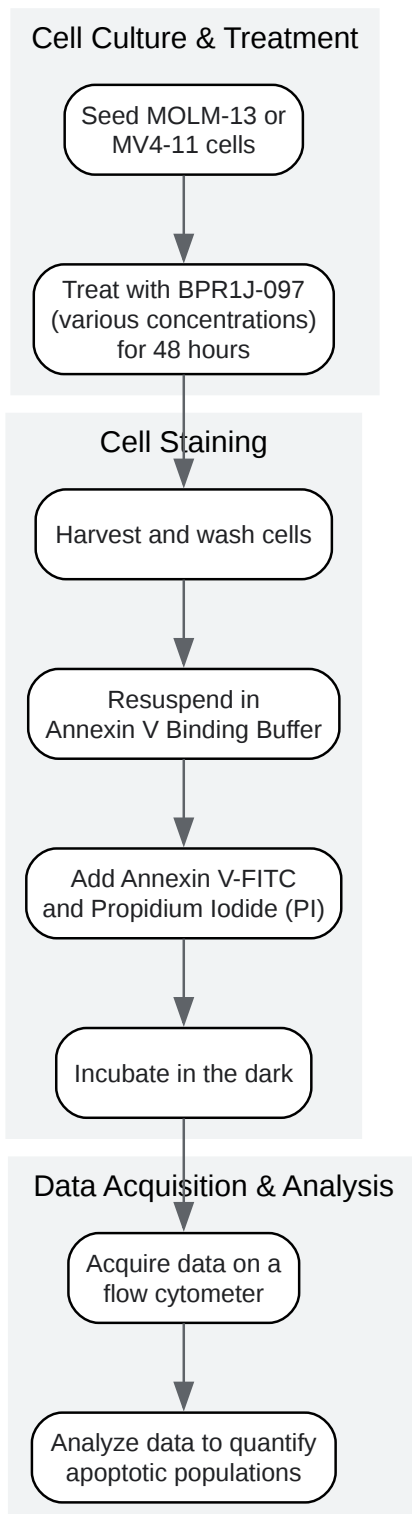 Cell Culture & Treatment
Seed MOLM-13 or
MV4-11 cells
Treat with BPR1J-097
(various concentrations)
for 48 hours
Cell Staining
Harvest and wash cells
Resuspend in
Annexin V Binding Buffer
Add Annexin V-FITC
and Propidium Iodide (PI)
Incubate in the dark
Data Acquisition & Analysis
Acquire data on a
flow cytometer
Analyze data to quantify
apoptotic populations